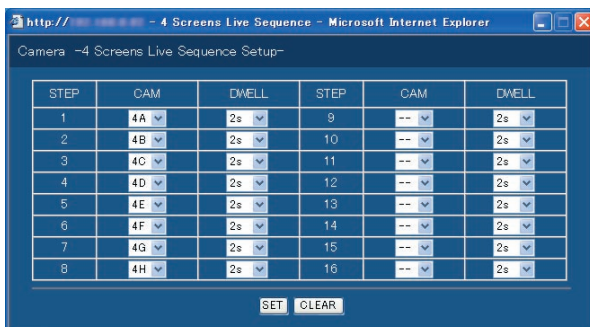 http:// - 4 Screens Live Sequence - Microsoft Internet Explorer
Camera -4 Screens Live Sequence Setup-
STEP CAM DWELL STEP CAM DWELL
1 4A 2s 9 -- 2s
2 4B 2s 10 -- 2s
3 4C 2s 11 -- 2s
4 4D 2s 12 -- 2s
5 4E 2s 13 -- 2s
6 4F 2s 14 -- 2s
7 4G 2s 15 -- 2s
8 4H 2s 16 -- 2s
SET CLEAR